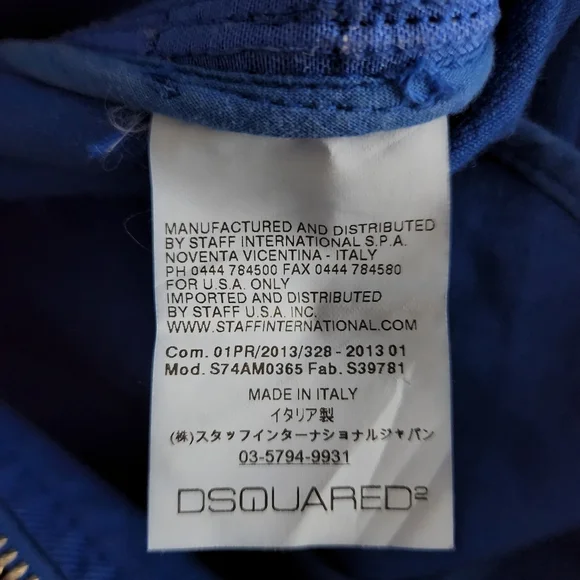 MANUFACTURED AND DISTRIBUTED
BY STAFF INTERNATIONAL S.P.A.
NOVENTA VICENTINA - ITALY
PH 0444 784500 FAX 0444 784580
FOR U.S.A. ONLY
IMPORTED AND DISTRIBUTED
BY STAFF U.S.A. INC.
WWW.STAFFINTERNATIONAL.COM
Com. 01PR/2013/328 - 2013 01
Mod. S74AM0365 Fab. S39781
MADE IN ITALY
イタリア製
(株)スタッフインターナショナルジャパン
03-5794-9931
DSQUARED2